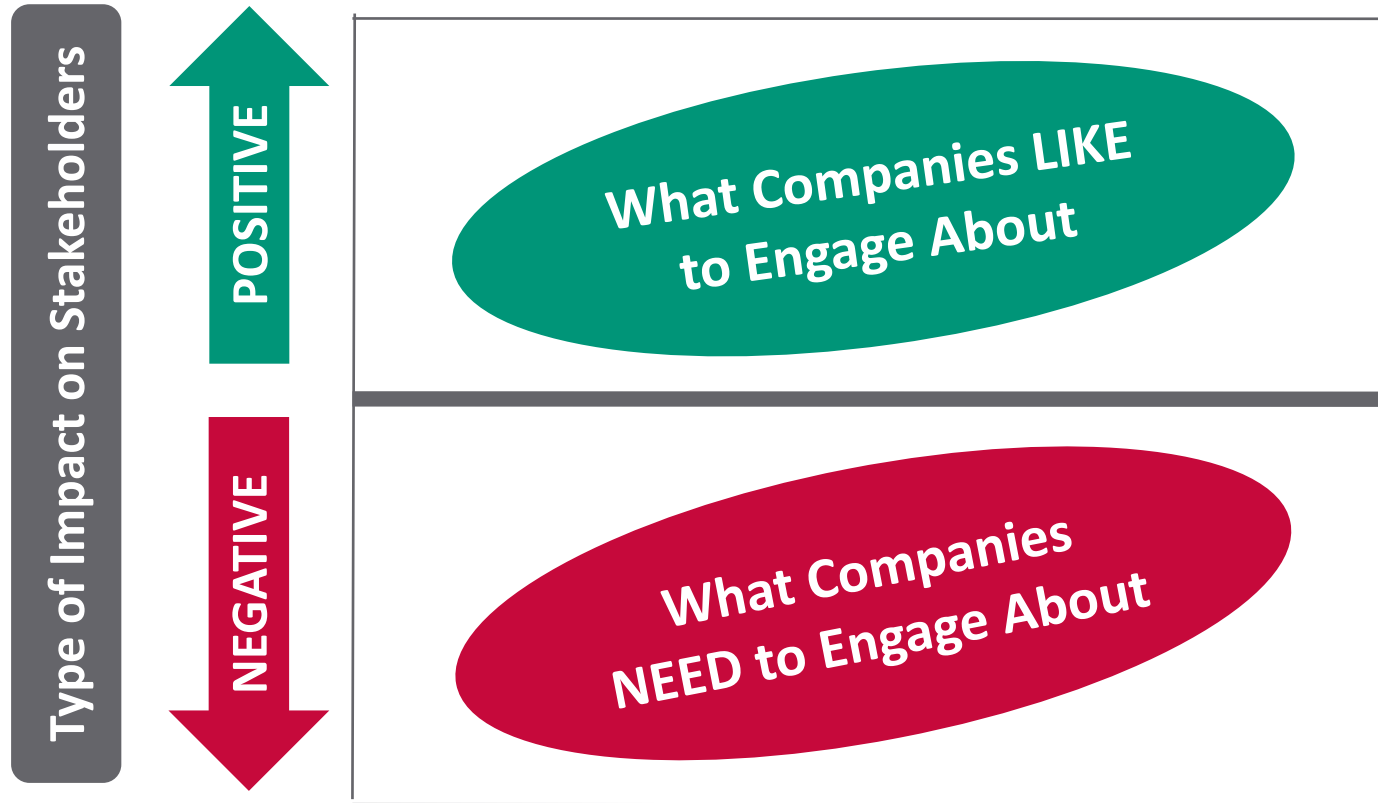 Type of Impact on Stakeholders
POSITIVE
What Companies LIKE
to Engage About
NEGATIVE
What Companies
NEED to Engage About